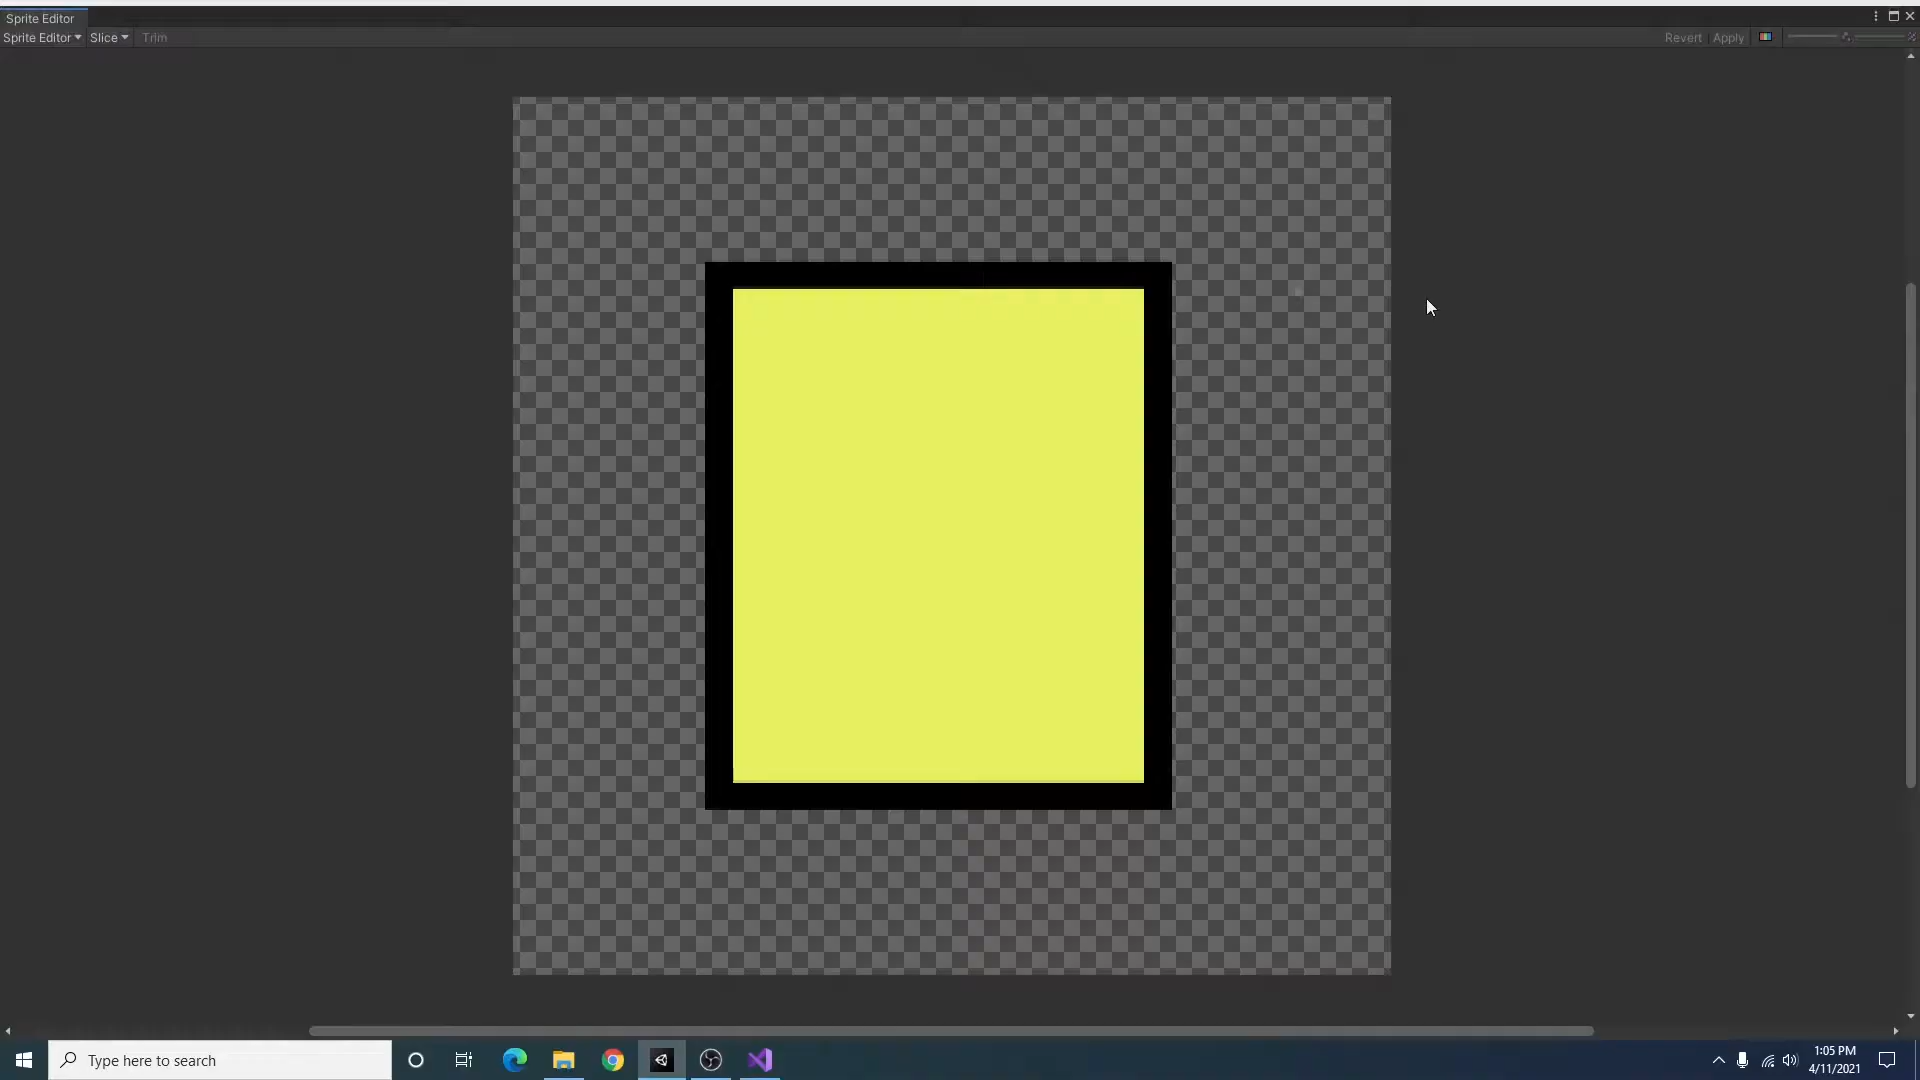 Sprite Editor
Sprite Editor Slice Trim Revert Apply
Type here to search
1:05 PM
4/11/2021